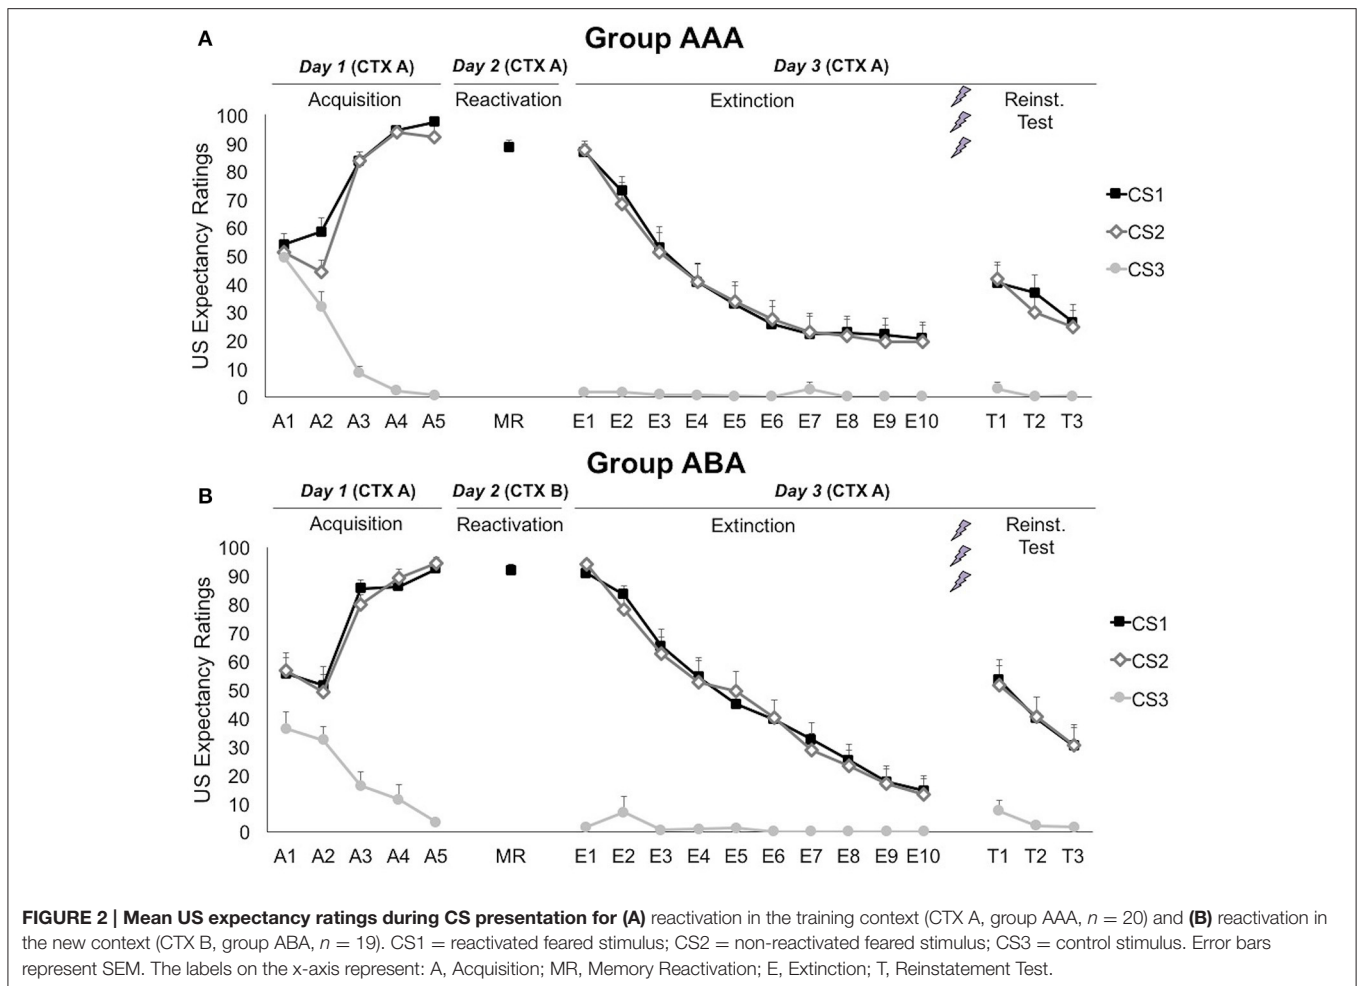 A
Group AAA
Day 1 (CTX A) Day 2 (CTX A) Day 3 (CTX A)
Acquisition Reactivation Extinction Reinst.
Test
US Expectancy Ratings
100
90
80
70
60
50
40
30
20
10
0
CS1
CS2
CS3
A1 A2 A3 A4 A5 MR E1 E2 E3 E4 E5 E6 E7 E8 E9 E10 T1 T2 T3
Group ABA
B
Day 1 (CTX A) Day 2 (CTX B) Day 3 (CTX A)
Acquisition Reactivation Extinction Reinst.
Test
US Expectancy Ratings
100
90
80
70
60
50
40
30
20
10
0
CS1
CS2
CS3
A1 A2 A3 A4 A5 MR E1 E2 E3 E4 E5 E6 E7 E8 E9 E10 T1 T2 T3
FIGURE 2 | Mean US expectancy ratings during CS presentation for (A) reactivation in the training context (CTX A, group AAA, n = 20) and (B) reactivation in
the new context (CTX B, group ABA, n = 19). CS1 = reactivated feared stimulus; CS2 = non-reactivated feared stimulus; CS3 = control stimulus. Error bars
represent SEM. The labels on the x-axis represent: A, Acquisition; MR, Memory Reactivation; E, Extinction; T, Reinstatement Test.